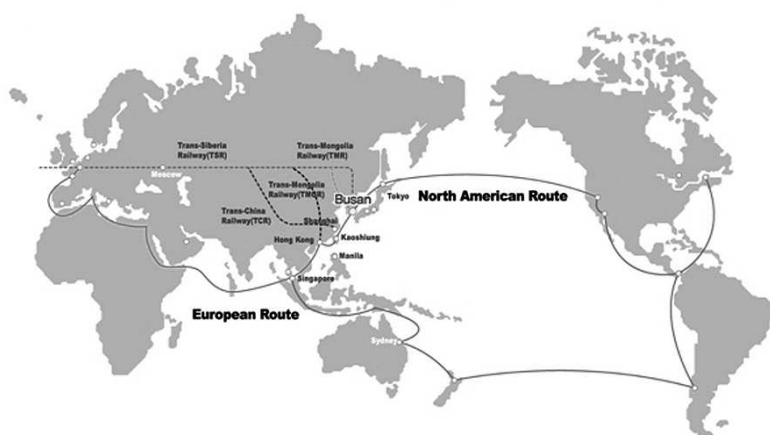 Trans-Siberia
Railway(TSR)
Trans-Mongolia
Railway(TMR)
Moscow
Trans-Mongolia
Railway(TMGR)
Busan
Tokyo
North American Route
Trans-China
Railway(TCR)
Shanghai
Hong Kong
Kaoshiung
Manila
Singapore
European Route
Sydney